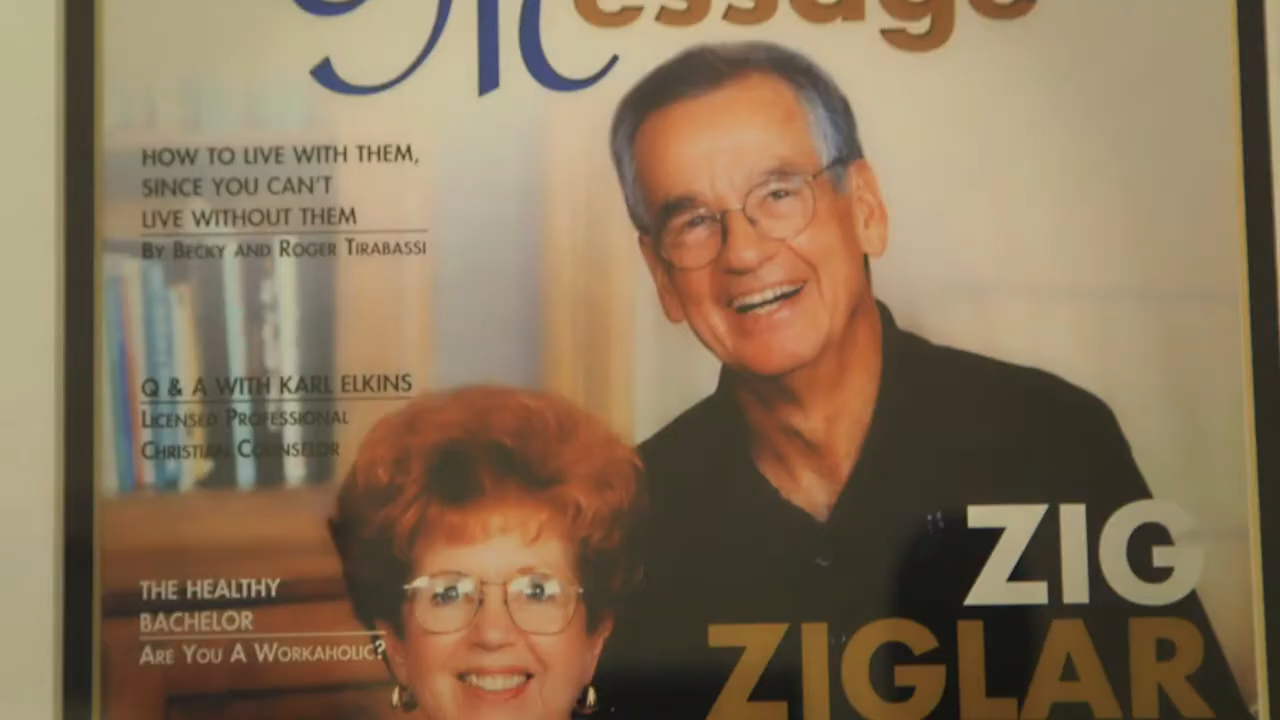 Message
HOW TO LIVE WITH THEM,
SINCE YOU CAN'T
LIVE WITHOUT THEM
BY BECKY AND ROGER TIRABASSI
Q & A WITH KARL ELKINS
LICENSED PROFESSIONAL
CHRISTIAN COUNSELOR
THE HEALTHY
BACHELOR
ARE YOU A WORKAHOLIC?
ZIG
ZIGLAR